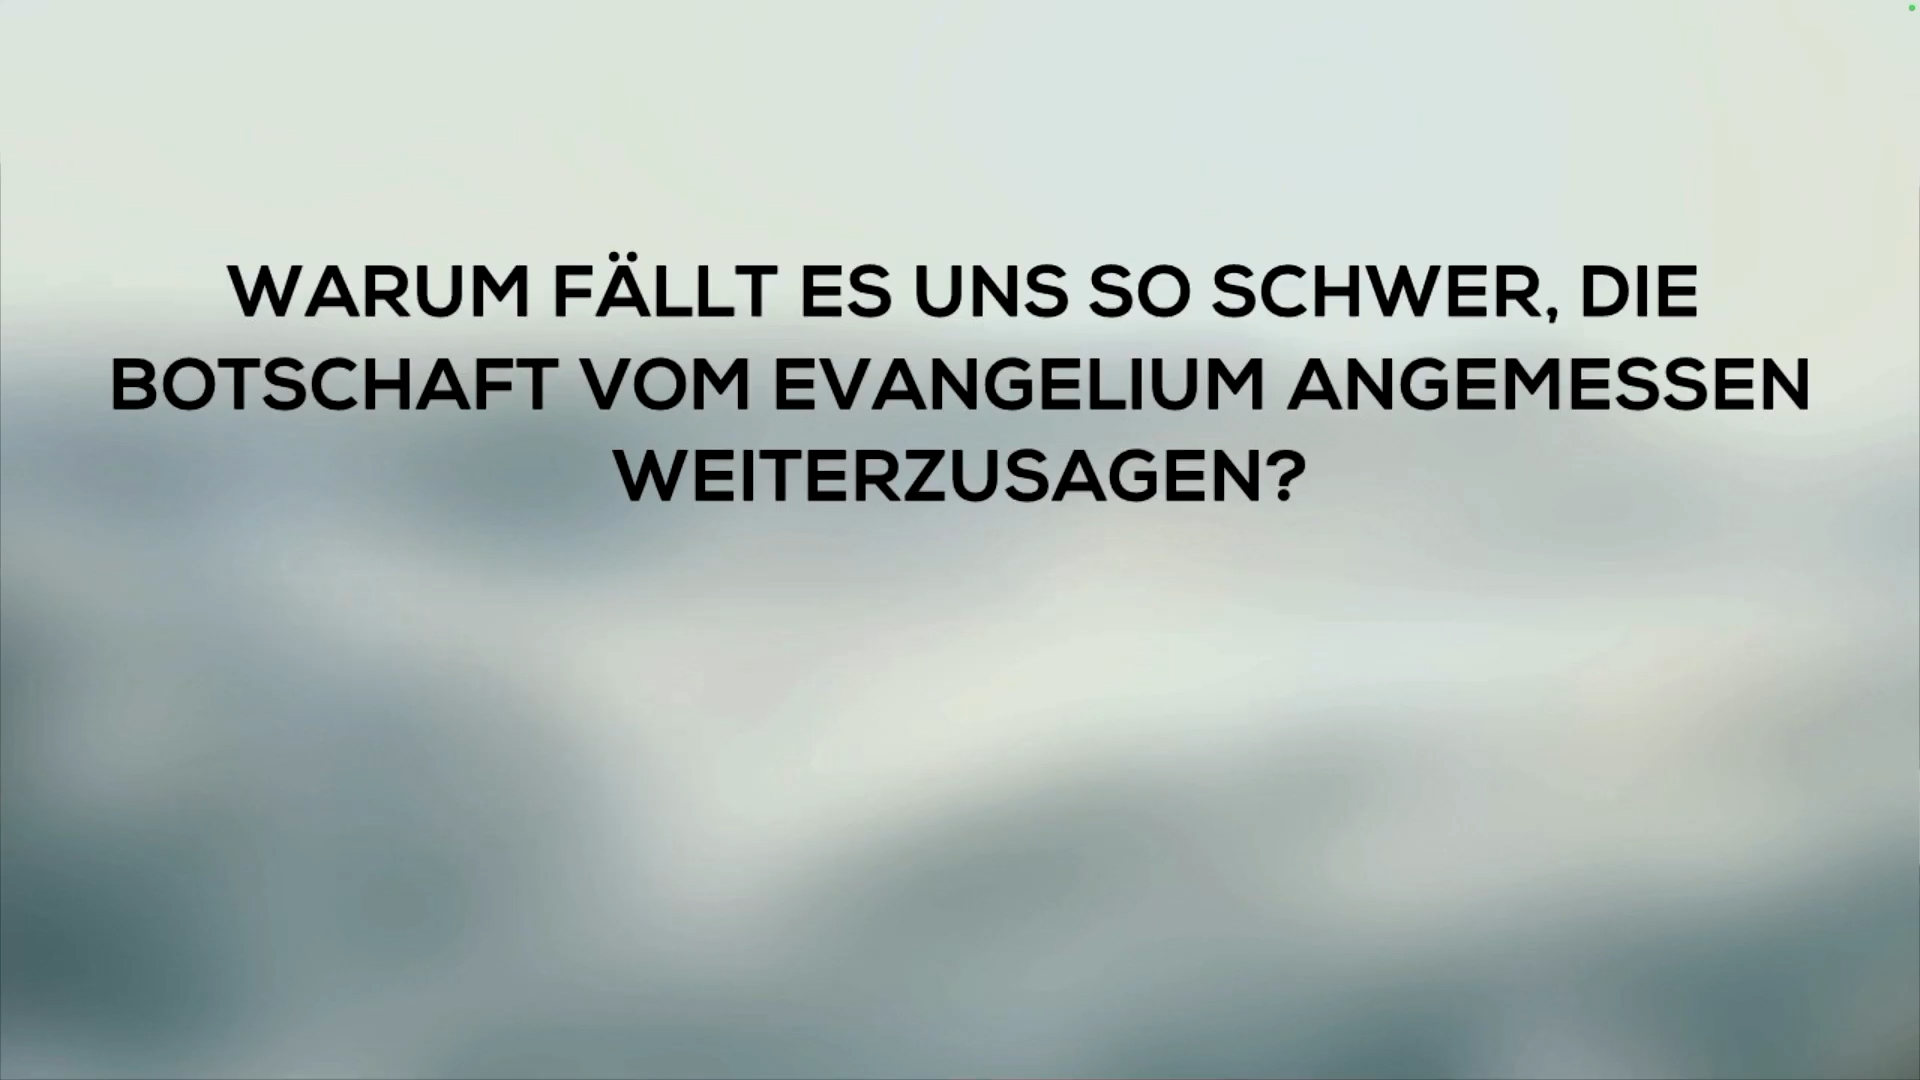 WARUM FÄLLT ES UNS SO SCHWER, DIE
BOTSCHAFT VOM EVANGELIUM ANGEMESSEN
WEITERZUSAGEN?